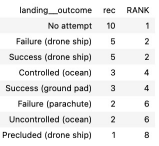 landing__outcome rec RANK
No attempt 10 1
Failure (drone ship) 5 2
Success (drone ship) 5 2
Controlled (ocean) 3 4
Success (ground pad) 3 4
Failure (parachute) 2 6
Uncontrolled (ocean) 2 6
Precluded (drone ship) 1 8